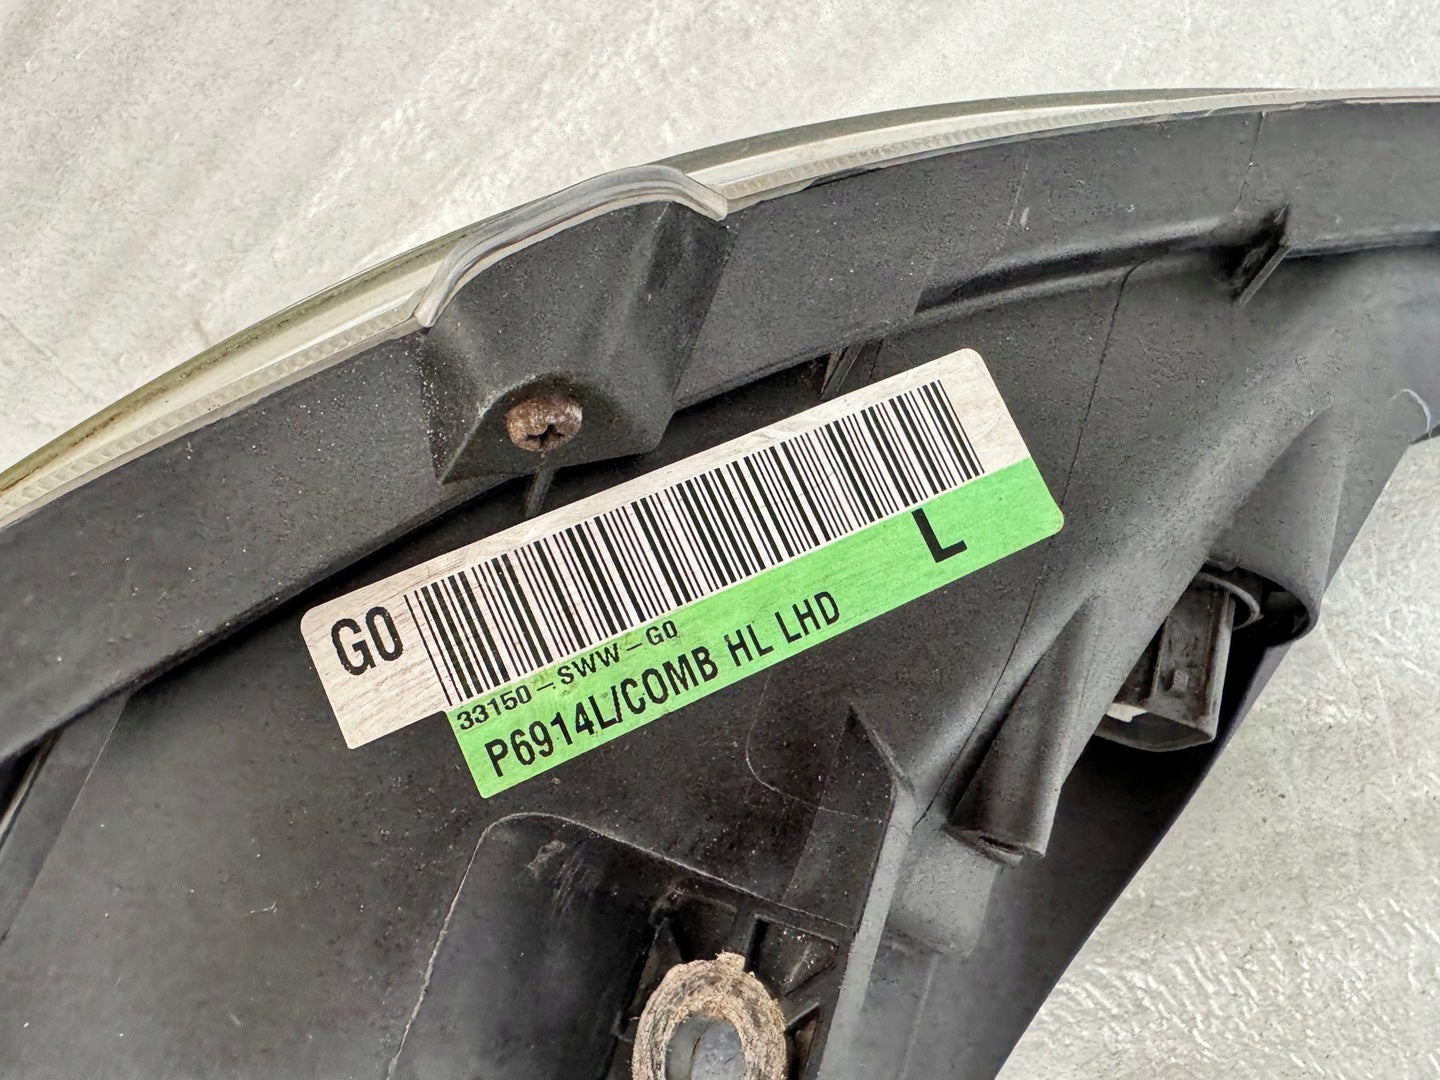 G0
L
33150-SWW-G0
P6914L/COMB HL LHD